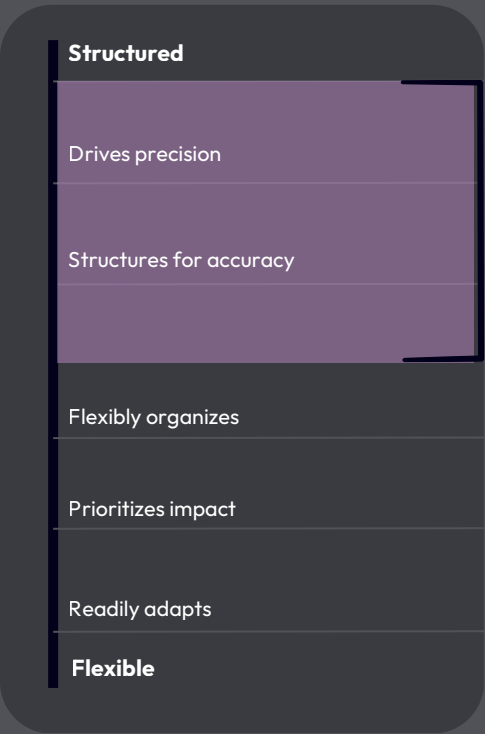 Structured
Drives precision
Structures for accuracy
Flexibly organizes
Prioritizes impact
Readily adapts
Flexible